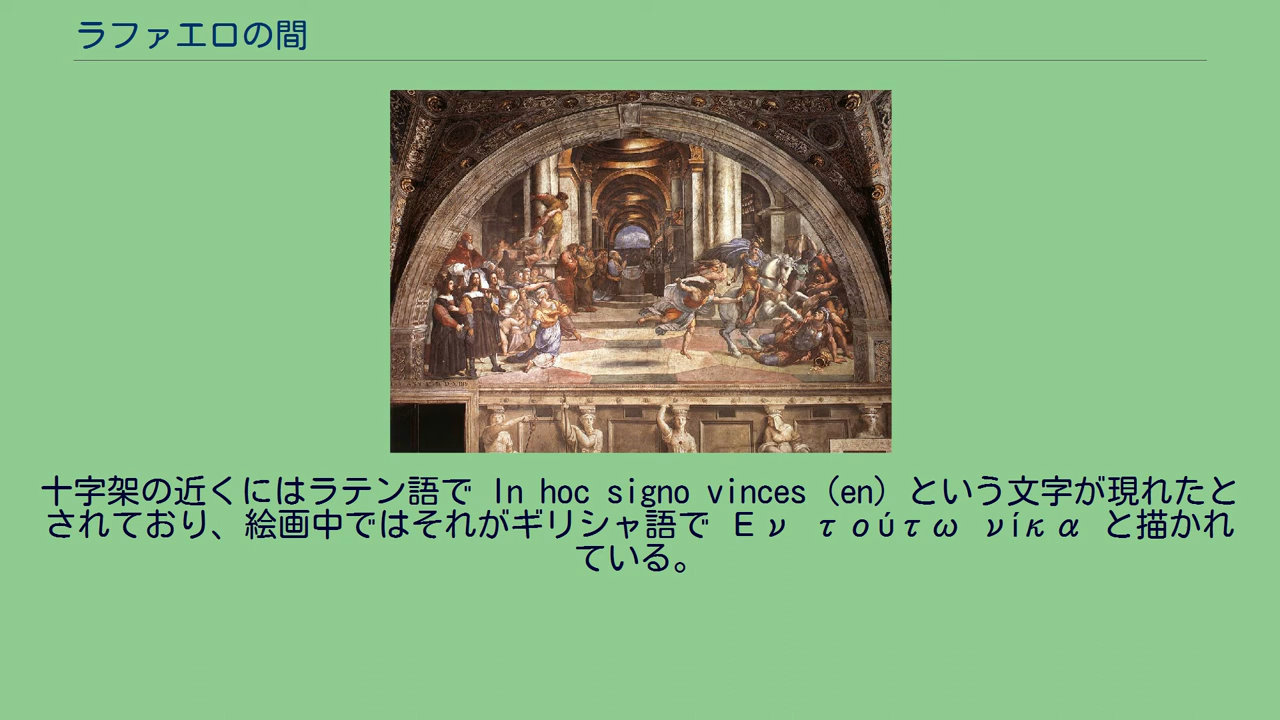 ラファエロの間
十字架の近くにはラテン語で In hoc signo vinces (en) という文字が現れたと
されており、絵画中ではそれがギリシャ語で Εν τούτω νίκα と描かれ
ている。